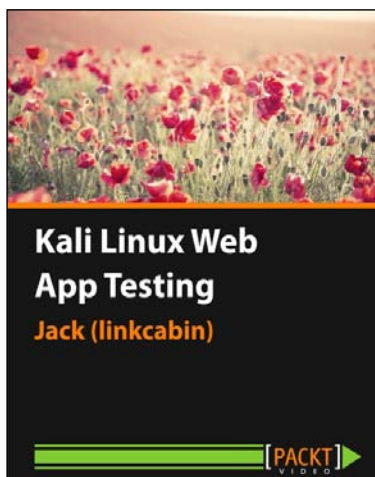 Kali Linux Web
App Testing
Jack (linkcabin)
[PACKT]
VIDEO